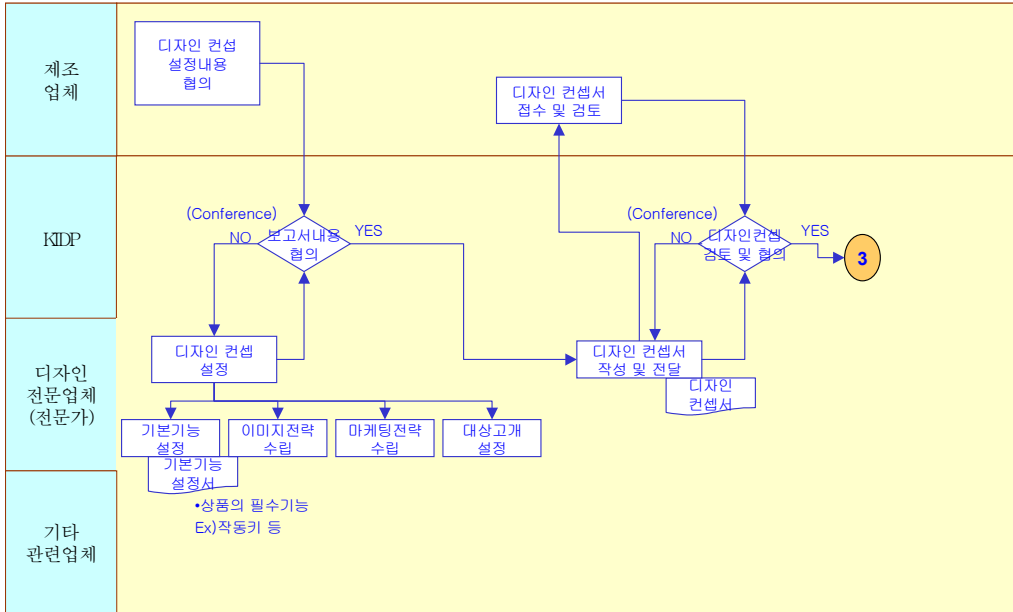 제조
업체
디자인 컨섭
설정내용
협의
디자인 컨셉서
접수 및 검토
KIDP
(Conference)
NO
보고서내용
협의
YES
(Conference)
NO
디자인컨셉
검토 및 협의
YES
3
디자인
전문업체
(전문가)
디자인 컨셉
설정
디자인 컨셉서
작성 및 전달
디자인
컨셉서
기본기능
설정
이미지전략
수립
마케팅전략
수립
대상고개
설정
기본기능
설정서
•상품의 필수기능
Ex)작동키 등
기타
관련업체